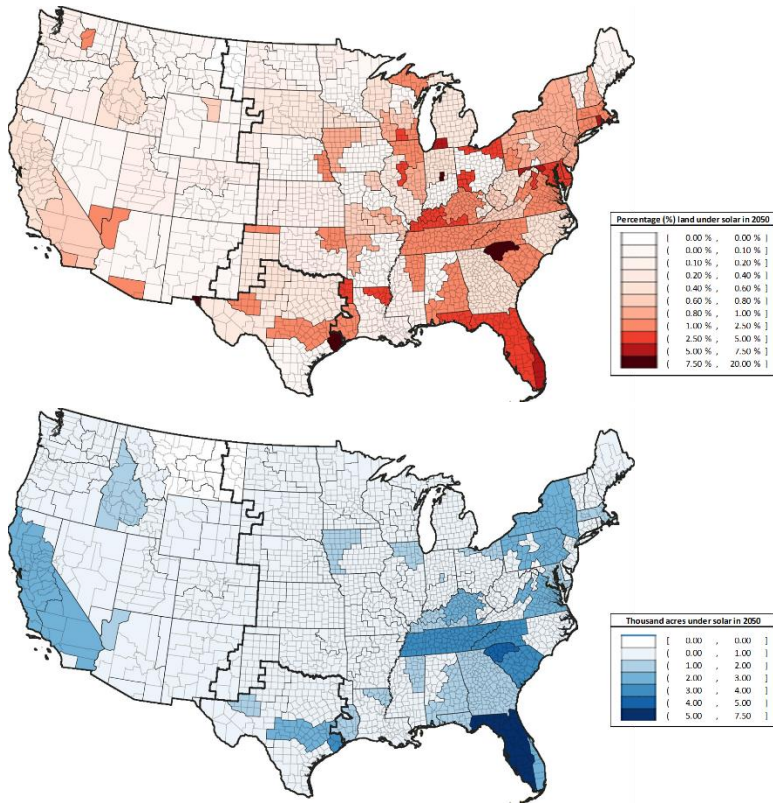 Percentage (%) land under solar in 2050
[ 0.00 % , 0.00 % ]
( 0.00 % , 0.10 % ]
( 0.10 % , 0.20 % ]
( 0.20 % , 0.40 % ]
( 0.40 % , 0.60 % ]
( 0.60 % , 0.80 % ]
( 0.80 % , 1.00 % ]
( 1.00 % , 2.50 % ]
( 2.50 % , 5.00 % ]
( 5.00 % , 7.50 % ]
( 7.50 % , 20.00 % ]
Thousand acres under solar in 2050
[ 0.00 , 0.00 ]
( 0.00 , 1.00 ]
( 1.00 , 2.00 ]
( 2.00 , 3.00 ]
( 3.00 , 4.00 ]
( 4.00 , 5.00 ]
( 5.00 , 7.50 ]